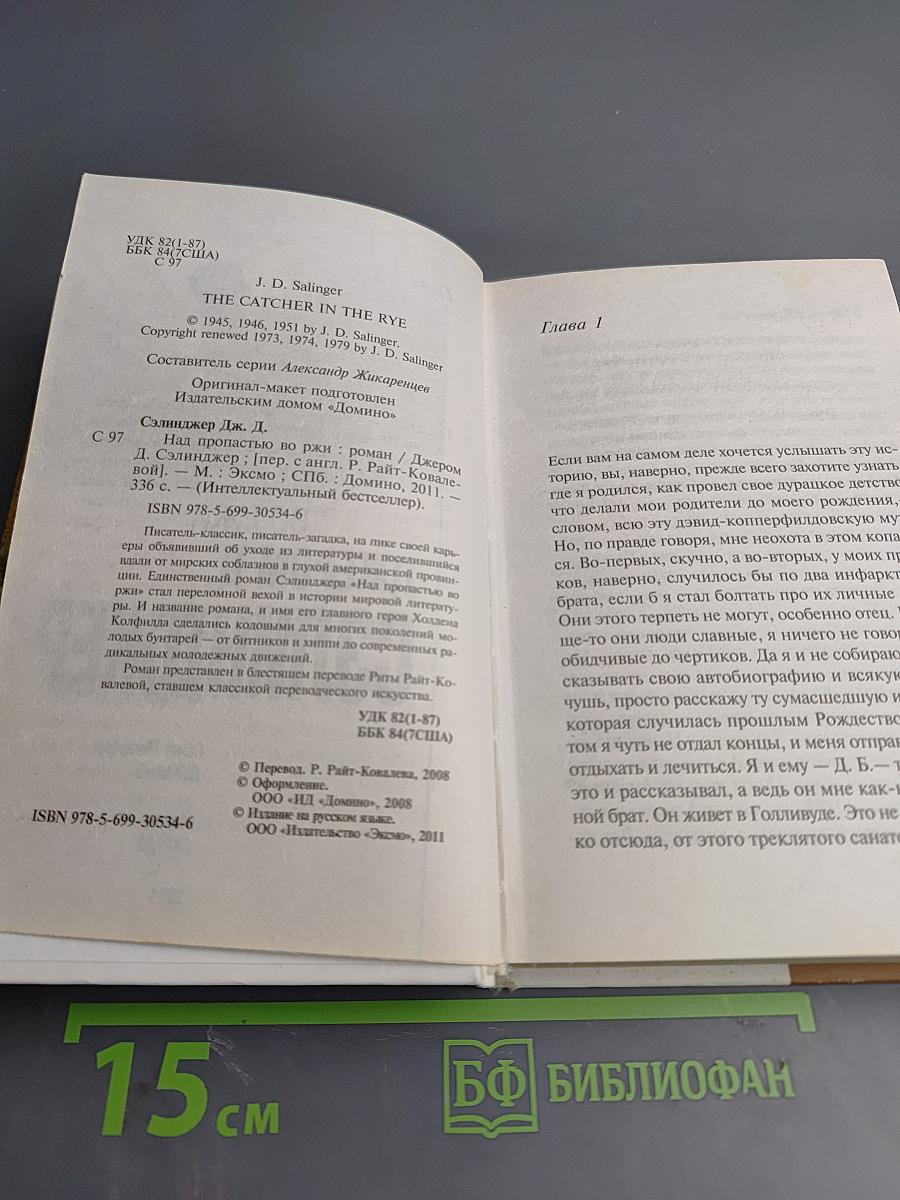 УДК 82(1-87)
ББК 84(7США)
С 97
J. D. Salinger
THE CATCHER IN THE RYE
© 1945, 1946, 1951 by J. D. Salinger.
Copyright renewed 1973, 1974, 1979 by J. D. Salinger
Составитель серии Александр Жикаренцев
Оригинал-макет подготовлен
Издательским домом «Домино»
Сэлинджер Дж. Д.
С 97 Над пропастью во ржи : роман / Джером
Д. Сэлинджер ; [пер. с англ. Р. Райт-Ковале-
вой]. — М. : Эксмо ; СПб. : Домино, 2011. —
336 с. — (Интеллектуальный бестселлер).
ISBN 978-5-699-30534-6
Писатель-классик, писатель-загадка, на пике своей карь-
еры объявивший об уходе из литературы и поселившийся
вдали от мирских соблазнов в глухой американской провин-
ции. Единственный роман Сэлинджера «Над пропастью во
ржи» стал переломной вехой в истории мировой литерату-
ры. И название романа, и имя его главного героя Холдена
Колфилда сделались кодовыми для многих поколений мо-
лодых бунтарей — от битников и хиппи до современных ра-
дикальных молодежных движений.
Роман представлен в блестящем переводе Риты Райт-Ко-
валевой, ставшем классикой переводческого искусства.
УДК 82(1-87)
ББК 84(7США)
© Перевод. Р. Райт-Ковалева, 2008
© Оформление.
ООО «ИД «Домино», 2008
© Издание на русском языке.
ООО «Издательство «Эксмо», 2011
ISBN 978-5-699-30534-6
Глава 1
Если вам на самом деле хочется услышать эту ис-
торию, вы, наверно, прежде всего захотите узнать
где я родился, как провел свое дурацкое детство
что делали мои родители до моего рождения,
словом, всю эту дэвид-копперфилдовскую му
Но, по правде говоря, мне неохота в этом копа
ся. Во-первых, скучно, а во-вторых, у моих пр
ков, наверно, случилось бы по два инфаркт
брата, если б я стал болтать про их личные
Они этого терпеть не могут, особенно отец.
ще-то они люди славные, я ничего не говор
обидчивые до чертиков. Да я и не собираю
сказывать свою автобиографию и всякую
чушь, просто расскажу ту сумасшедшую и
которая случилась прошлым Рождество
том я чуть не отдал концы, и меня отправ
отдыхать и лечиться. Я и ему — Д. Б.— т
это и рассказывал, а ведь он мне как-н
ной брат. Он живет в Голливуде. Это не
ко отсюда, от этого треклятого санато
15 см
БФ БИБЛИОФАН